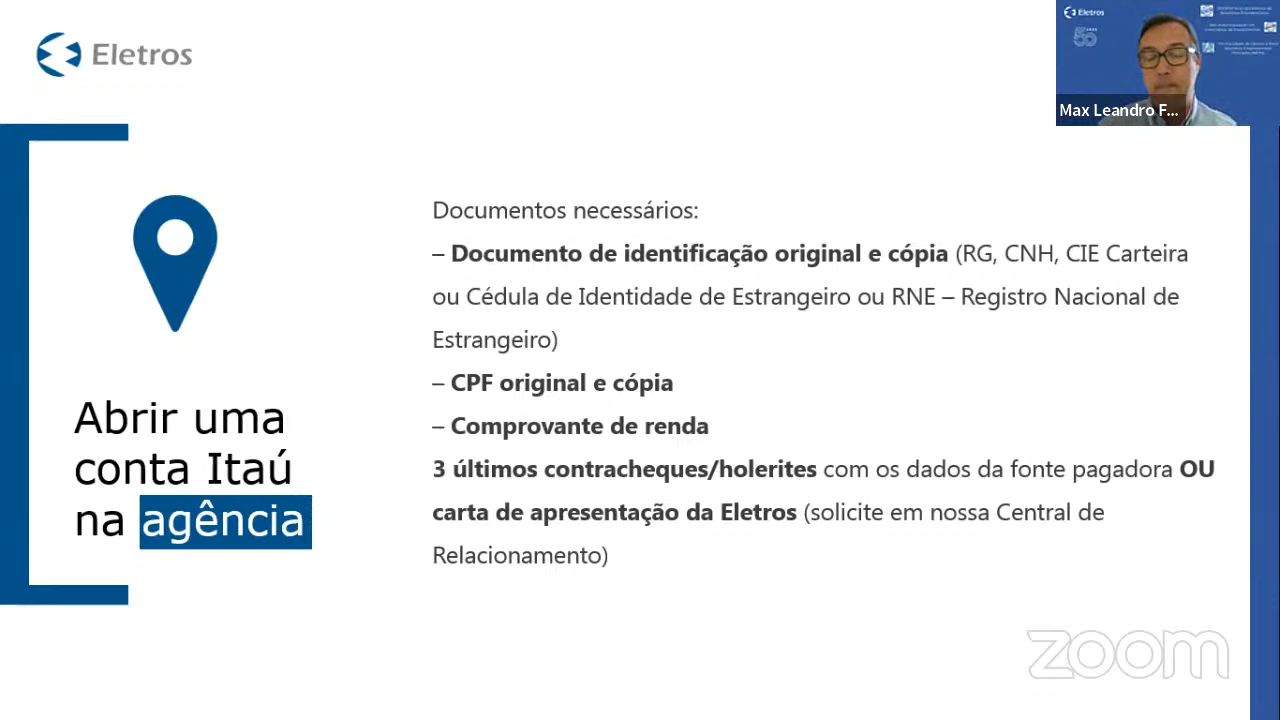 Eletros
Eletros
50
Max Leandro F...
Abrir uma
conta Itaú
na agência
Documentos necessários:
– Documento de identificação original e cópia (RG, CNH, CIE Carteira
ou Cédula de Identidade de Estrangeiro ou RNE – Registro Nacional de
Estrangeiro)
– CPF original e cópia
– Comprovante de renda
3 últimos contracheques/holerites com os dados da fonte pagadora OU
carta de apresentação da Eletros (solicite em nossa Central de
Relacionamento)
zoom